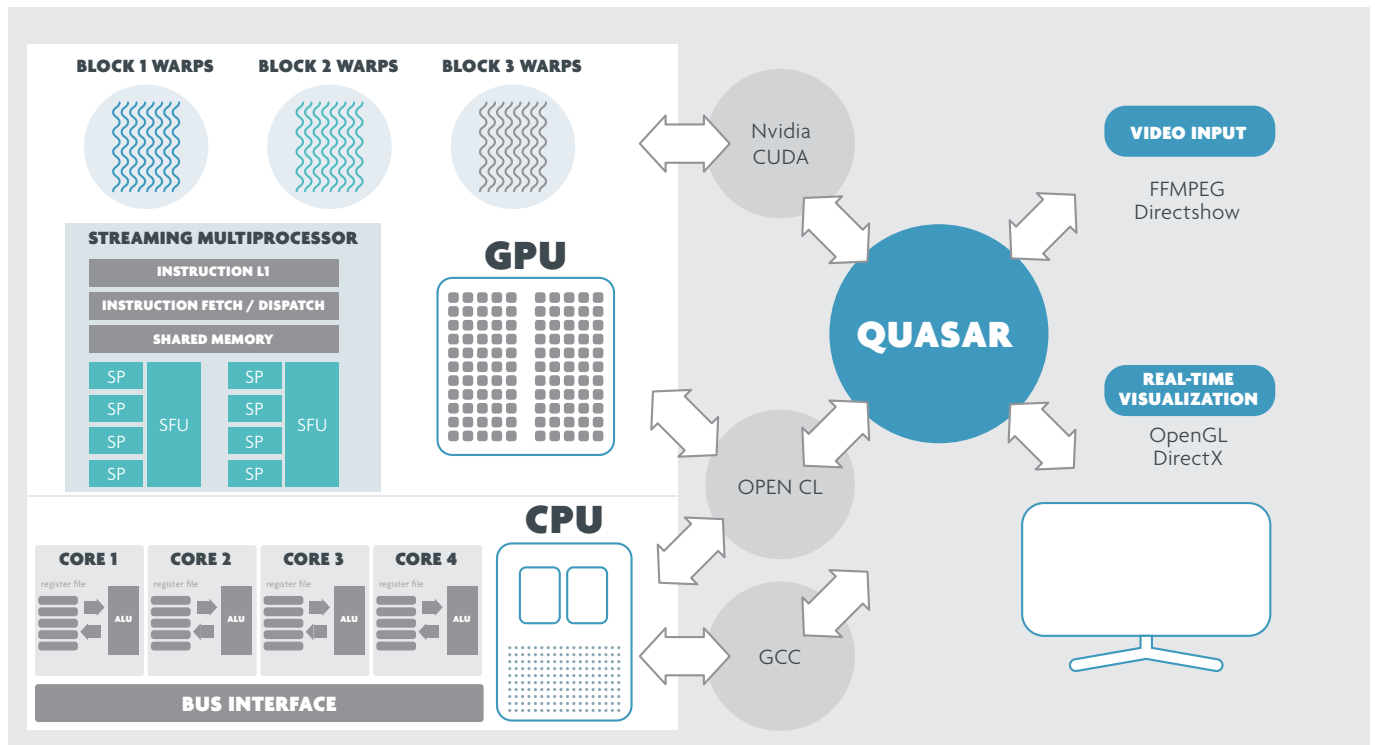 BLOCK 1 WARPS
BLOCK 2 WARPS
BLOCK 3 WARPS
STREAMING MULTIPROCESSOR
INSTRUCTION L1
INSTRUCTION FETCH / DISPATCH
SHARED MEMORY
SP
SP
SP
SP
SFU
SP
SP
SP
SP
SFU
GPU
CPU
CORE 1
register file
ALU
CORE 2
register file
ALU
CORE 3
register file
ALU
CORE 4
register file
ALU
BUS INTERFACE
Nvidia
CUDA
OPEN CL
GCC
QUASAR
VIDEO INPUT
FFMPEG
Directshow
REAL-TIME
VISUALIZATION
OpenGL
DirectX